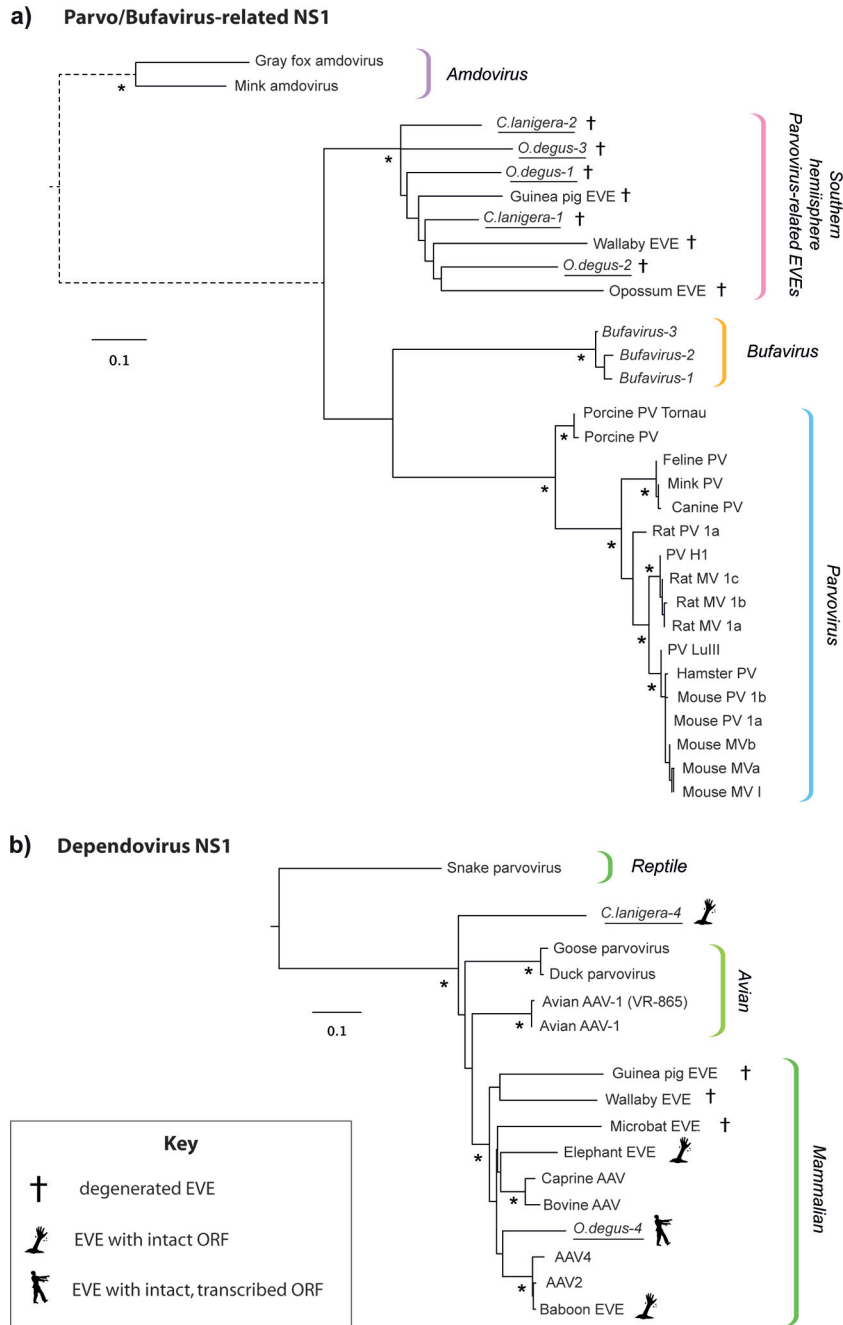 a) Parvo/Bufavirus-related NS1
Gray fox amdovirus
Mink amdovirus
*
Amdovirus
C.lanigera-2 †
O.degus-3 †
*
O.degus-1 †
Guinea pig EVE †
C.lanigera-1 †
Wallaby EVE †
O.degus-2 †
Opossum EVE †
Southern
hemiisphere
Parvovirus-related EVEs
0.1
Bufavirus-3
Bufavirus-2
Bufavirus-1
*
Bufavirus
Porcine PV Tornau
Porcine PV
*
*
Feline PV
Mink PV
Canine PV
*
*
Rat PV 1a
PV H1
Rat MV 1c
Rat MV 1b
Rat MV 1a
*
*
PV LuIII
Hamster PV
Mouse PV 1b
Mouse PV 1a
Mouse MVb
Mouse MVa
Mouse MV I
*
Parvovirus
b) Dependovirus NS1
Snake parvovirus
Reptile
C.lanigera-4
*
Goose parvovirus
Duck parvovirus
*
Avian AAV-1 (VR-865)
Avian AAV-1
*
Avian
0.1
Guinea pig EVE †
Wallaby EVE †
Microbat EVE †
*
Elephant EVE
Caprine AAV
Bovine AAV
*
O.degus-4
AAV4
AAV2
Baboon EVE
*
Mammalian
Key
† degenerated EVE
EVE with intact ORF
EVE with intact, transcribed ORF